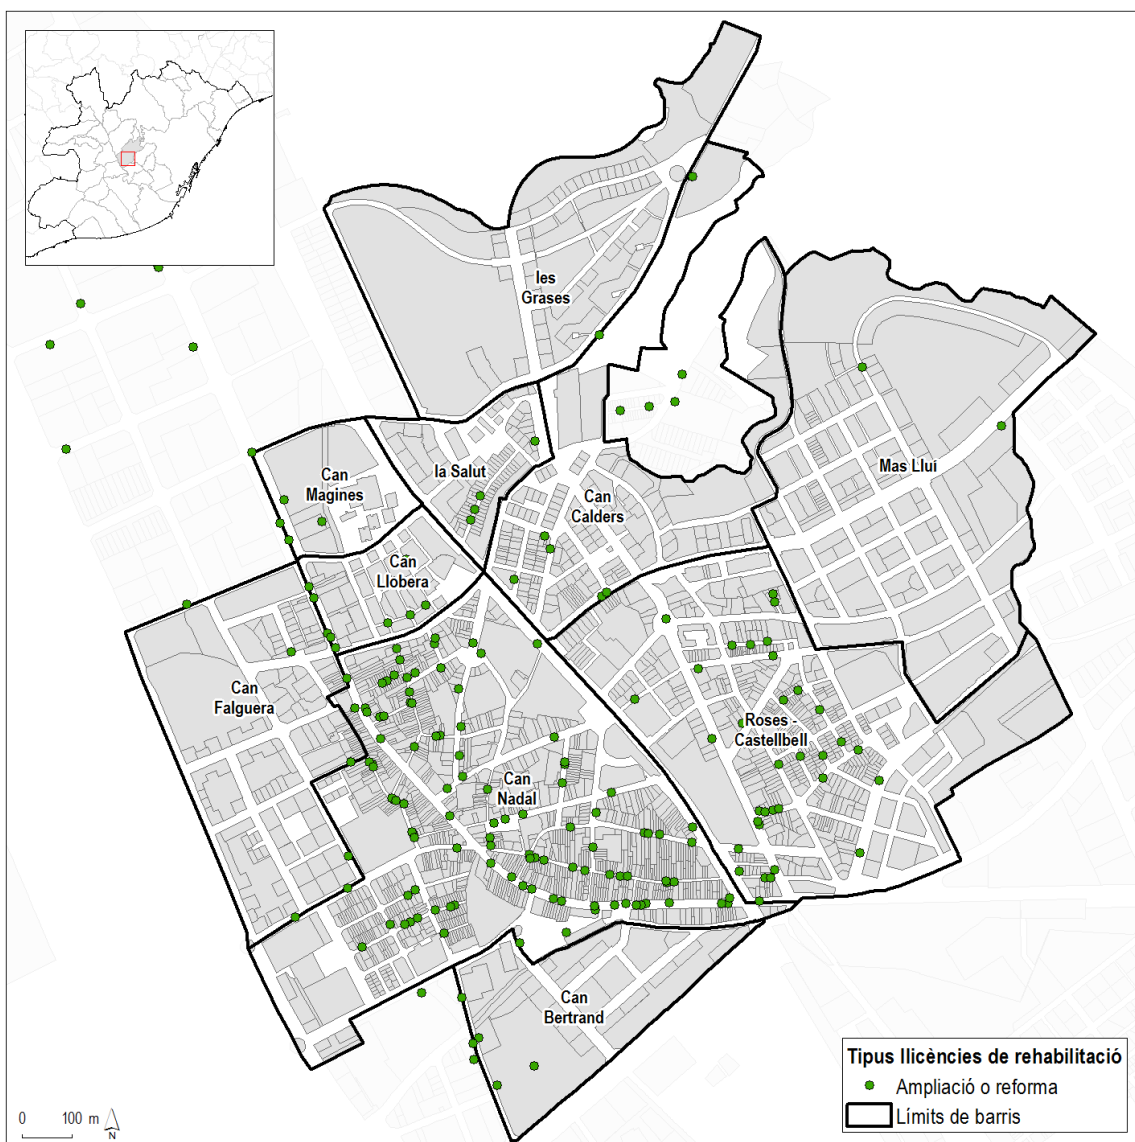 les
Grases
Can
Magines
la Salut
Can
Calders
Mas Lluí
Can
Llobera
Can
Falguera
Roses -
Castellbell
Can
Nadal
Can
Bertrand
Tipus llicències de rehabilitació
Ampliació o reforma
Límits de barris
0 100 m
N